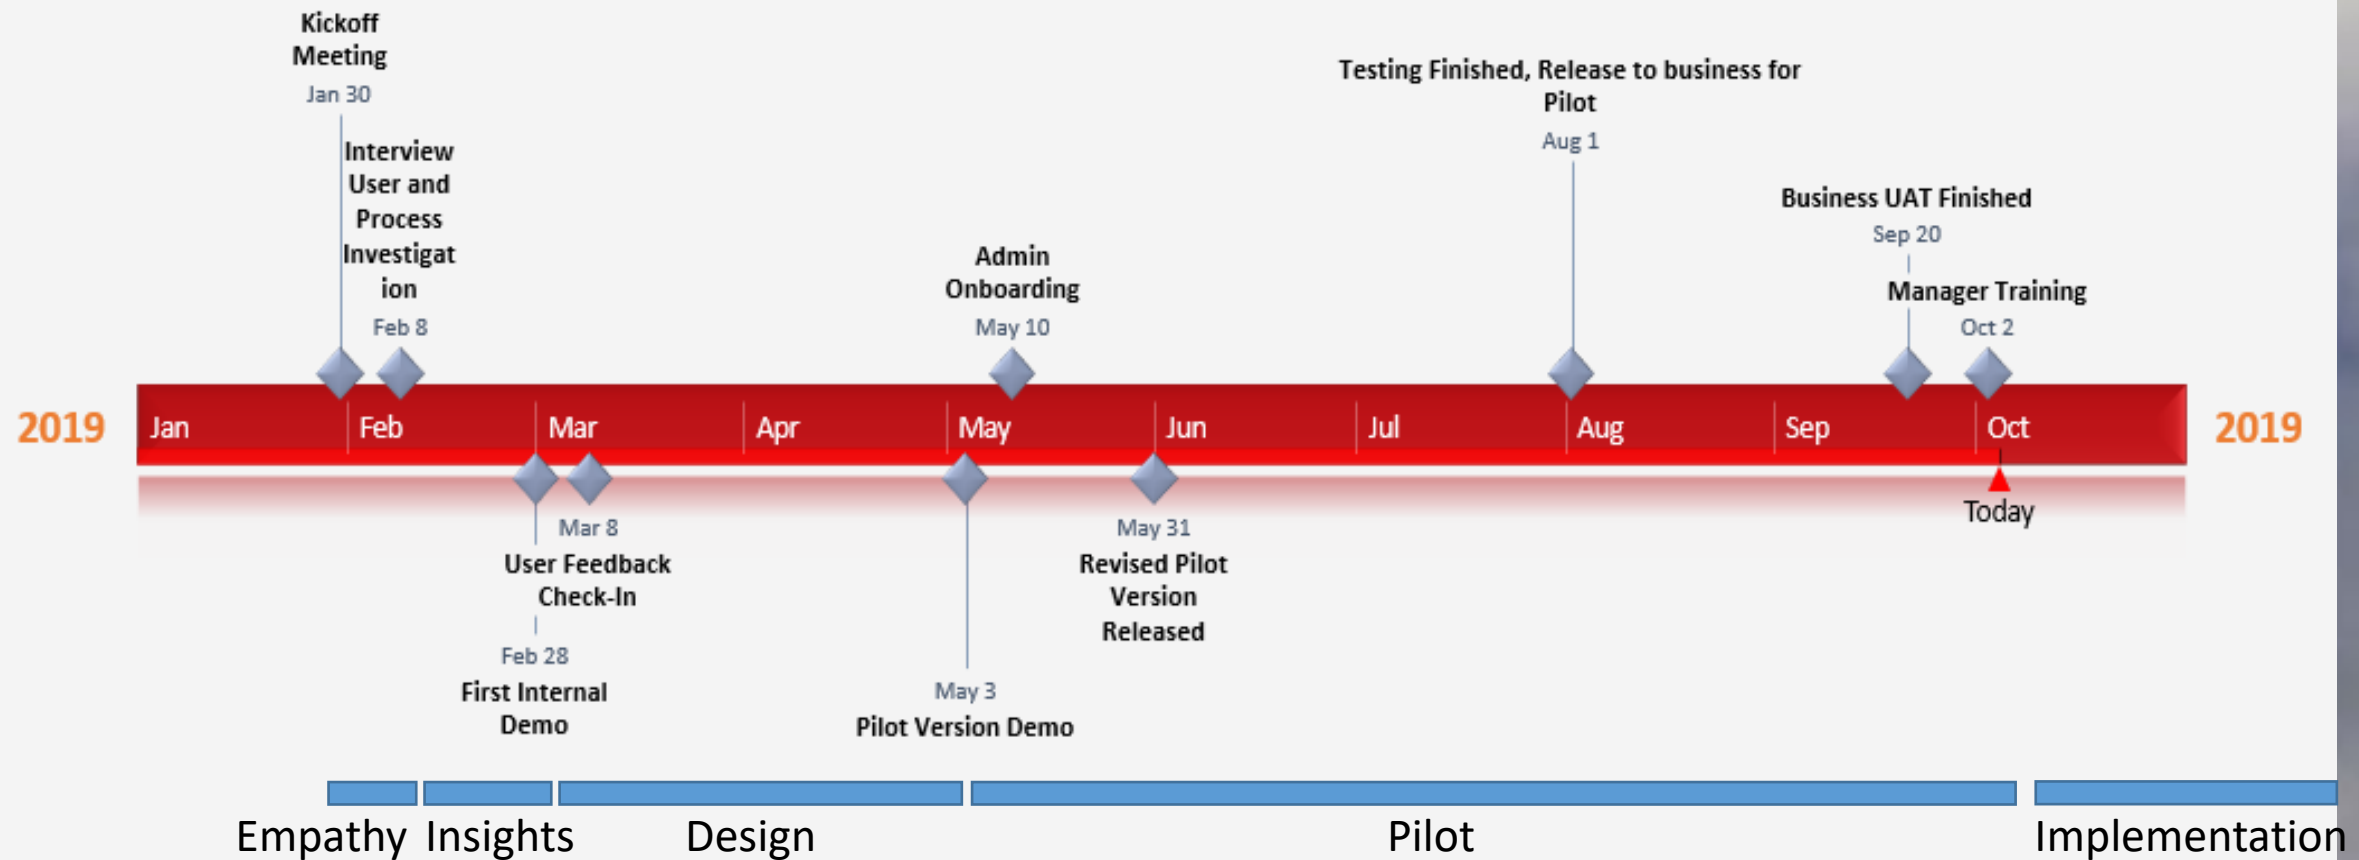 Kickoff
Meeting
Jan 30
Interview
User and
Process
Investigat
ion
Feb 8
Admin
Onboarding
May 10
Testing Finished, Release to business for
Pilot
Aug 1
Business UAT Finished
Sep 20
Manager Training
Oct 2
2019
Jan
Feb
Mar
Apr
May
Jun
Jul
Aug
Sep
Oct
2019
Today
Mar 8
User Feedback
Check-In
Feb 28
First Internal
Demo
May 3
Pilot Version Demo
May 31
Revised Pilot
Version
Released
Empathy
Insights
Design
Pilot
Implementation